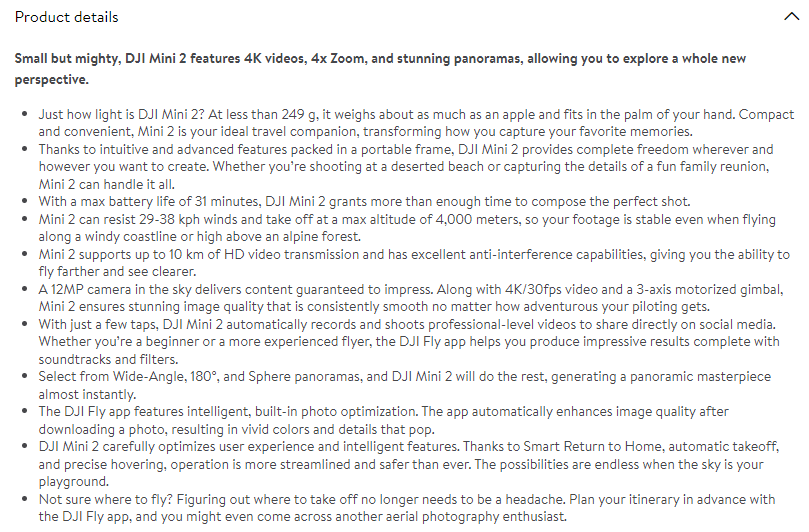 Product details
Small but mighty, DJI Mini 2 features 4K videos, 4x Zoom, and stunning panoramas, allowing you to explore a whole new
perspective.
• Just how light is DJI Mini 2? At less than 249 g, it weighs about as much as an apple and fits in the palm of your hand. Compact
and convenient, Mini 2 is your ideal travel companion, transforming how you capture your favorite memories.
• Thanks to intuitive and advanced features packed in a portable frame, DJI Mini 2 provides complete freedom wherever and
however you want to create. Whether you're shooting at a deserted beach or capturing the details of a fun family reunion,
Mini 2 can handle it all.
• With a max battery life of 31 minutes, DJI Mini 2 grants more than enough time to compose the perfect shot.
• Mini 2 can resist 29-38 kph winds and take off at a max altitude of 4,000 meters, so your footage is stable even when flying
along a windy coastline or high above an alpine forest.
• Mini 2 supports up to 10 km of HD video transmission and has excellent anti-interference capabilities, giving you the ability to
fly farther and see clearer.
• A 12MP camera in the sky delivers content guaranteed to impress. Along with 4K/30fps video and a 3-axis motorized gimbal,
Mini 2 ensures stunning image quality that is consistently smooth no matter how adventurous your piloting gets.
• With just a few taps, DJI Mini 2 automatically records and shoots professional-level videos to share directly on social media.
Whether you're a beginner or a more experienced flyer, the DJI Fly app helps you produce impressive results complete with
soundtracks and filters.
• Select from Wide-Angle, 180°, and Sphere panoramas, and DJI Mini 2 will do the rest, generating a panoramic masterpiece
almost instantly.
• The DJI Fly app features intelligent, built-in photo optimization. The app automatically enhances image quality after
downloading a photo, resulting in vivid colors and details that pop.
• DJI Mini 2 carefully optimizes user experience and intelligent features. Thanks to Smart Return to Home, automatic takeoff,
and precise hovering, operation is more streamlined and safer than ever. The possibilities are endless when the sky is your
playground.
• Not sure where to fly? Figuring out where to take off no longer needs to be a headache. Plan your itinerary in advance with
the DJI Fly app, and you might even come across another aerial photography enthusiast.